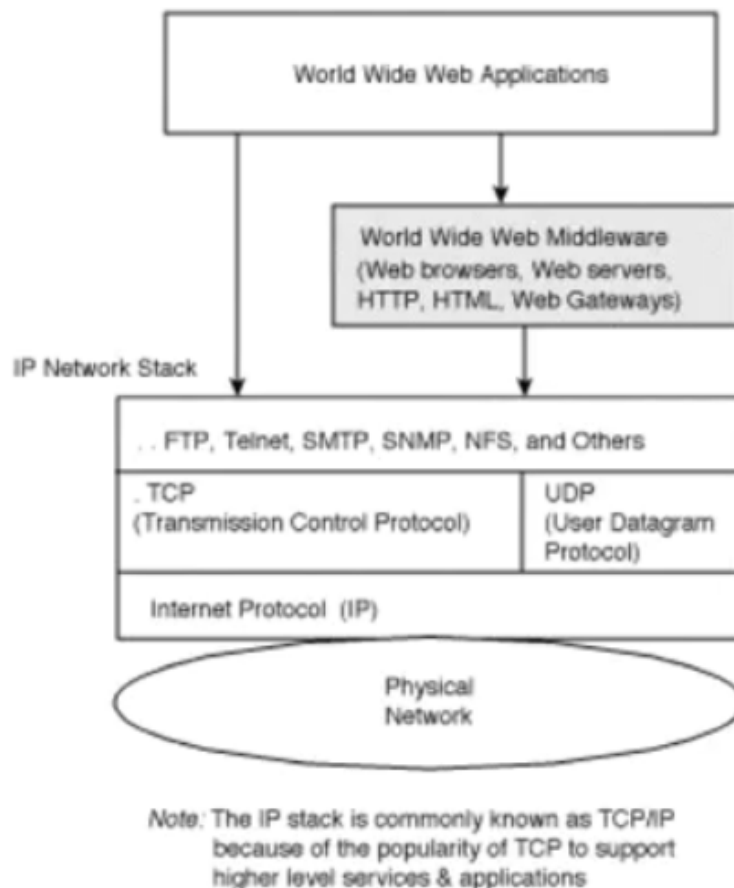 World Wide Web Applications
World Wide Web Middleware
(Web browsers, Web servers,
HTTP, HTML, Web Gateways)
IP Network Stack
. . FTP, Telnet, SMTP, SNMP, NFS, and Others
. TCP
(Transmission Control Protocol)
UDP
(User Datagram
Protocol)
Internet Protocol (IP)
Physical
Network
Note: The IP stack is commonly known as TCP/IP
because of the popularity of TCP to support
higher level services & applications